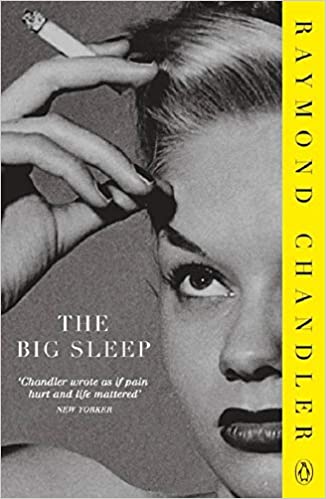 RAYMOND CHANDLER
THE
BIG SLEEP
‘Chandler wrote as if pain
hurt and life mattered’
NEW YORKER